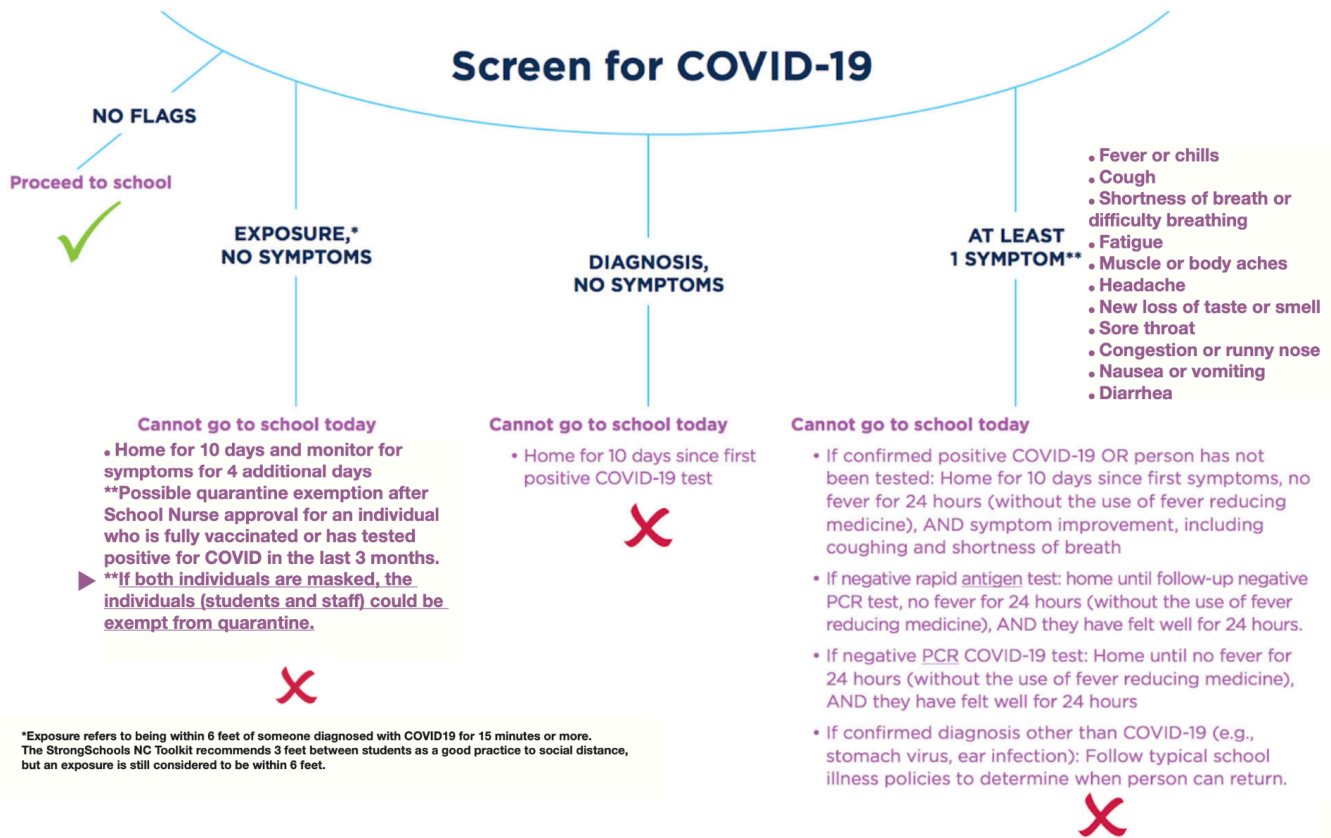 Screen for COVID-19
NO FLAGS
Proceed to school
EXPOSURE,*
NO SYMPTOMS
Cannot go to school today
• Home for 10 days and monitor for
symptoms for 4 additional days
**Possible quarantine exemption after
School Nurse approval for an individual
who is fully vaccinated or has tested
positive for COVID in the last 3 months.
**If both individuals are masked, the
individuals (students and staff) could be
exempt from quarantine.
*Exposure refers to being within 6 feet of someone diagnosed with COVID19 for 15 minutes or more.
The StrongSchools NC Toolkit recommends 3 feet between students as a good practice to social distance,
but an exposure is still considered to be within 6 feet.
DIAGNOSIS,
NO SYMPTOMS
Cannot go to school today
• Home for 10 days since first
positive COVID-19 test
AT LEAST
1 SYMPTOM**
• Fever or chills
• Cough
• Shortness of breath or
difficulty breathing
• Fatigue
• Muscle or body aches
• Headache
• New loss of taste or smell
• Sore throat
• Congestion or runny nose
• Nausea or vomiting
• Diarrhea
Cannot go to school today
• If confirmed positive COVID-19 OR person has not
been tested: Home for 10 days since first symptoms, no
fever for 24 hours (without the use of fever reducing
medicine), AND symptom improvement, including
coughing and shortness of breath
• If negative rapid antigen test: home until follow-up negative
PCR test, no fever for 24 hours (without the use of fever
reducing medicine), AND they have felt well for 24 hours.
• If negative PCR COVID-19 test: Home until no fever for
24 hours (without the use of fever reducing medicine),
AND they have felt well for 24 hours
• If confirmed diagnosis other than COVID-19 (e.g.,
stomach virus, ear infection): Follow typical school
illness policies to determine when person can return.